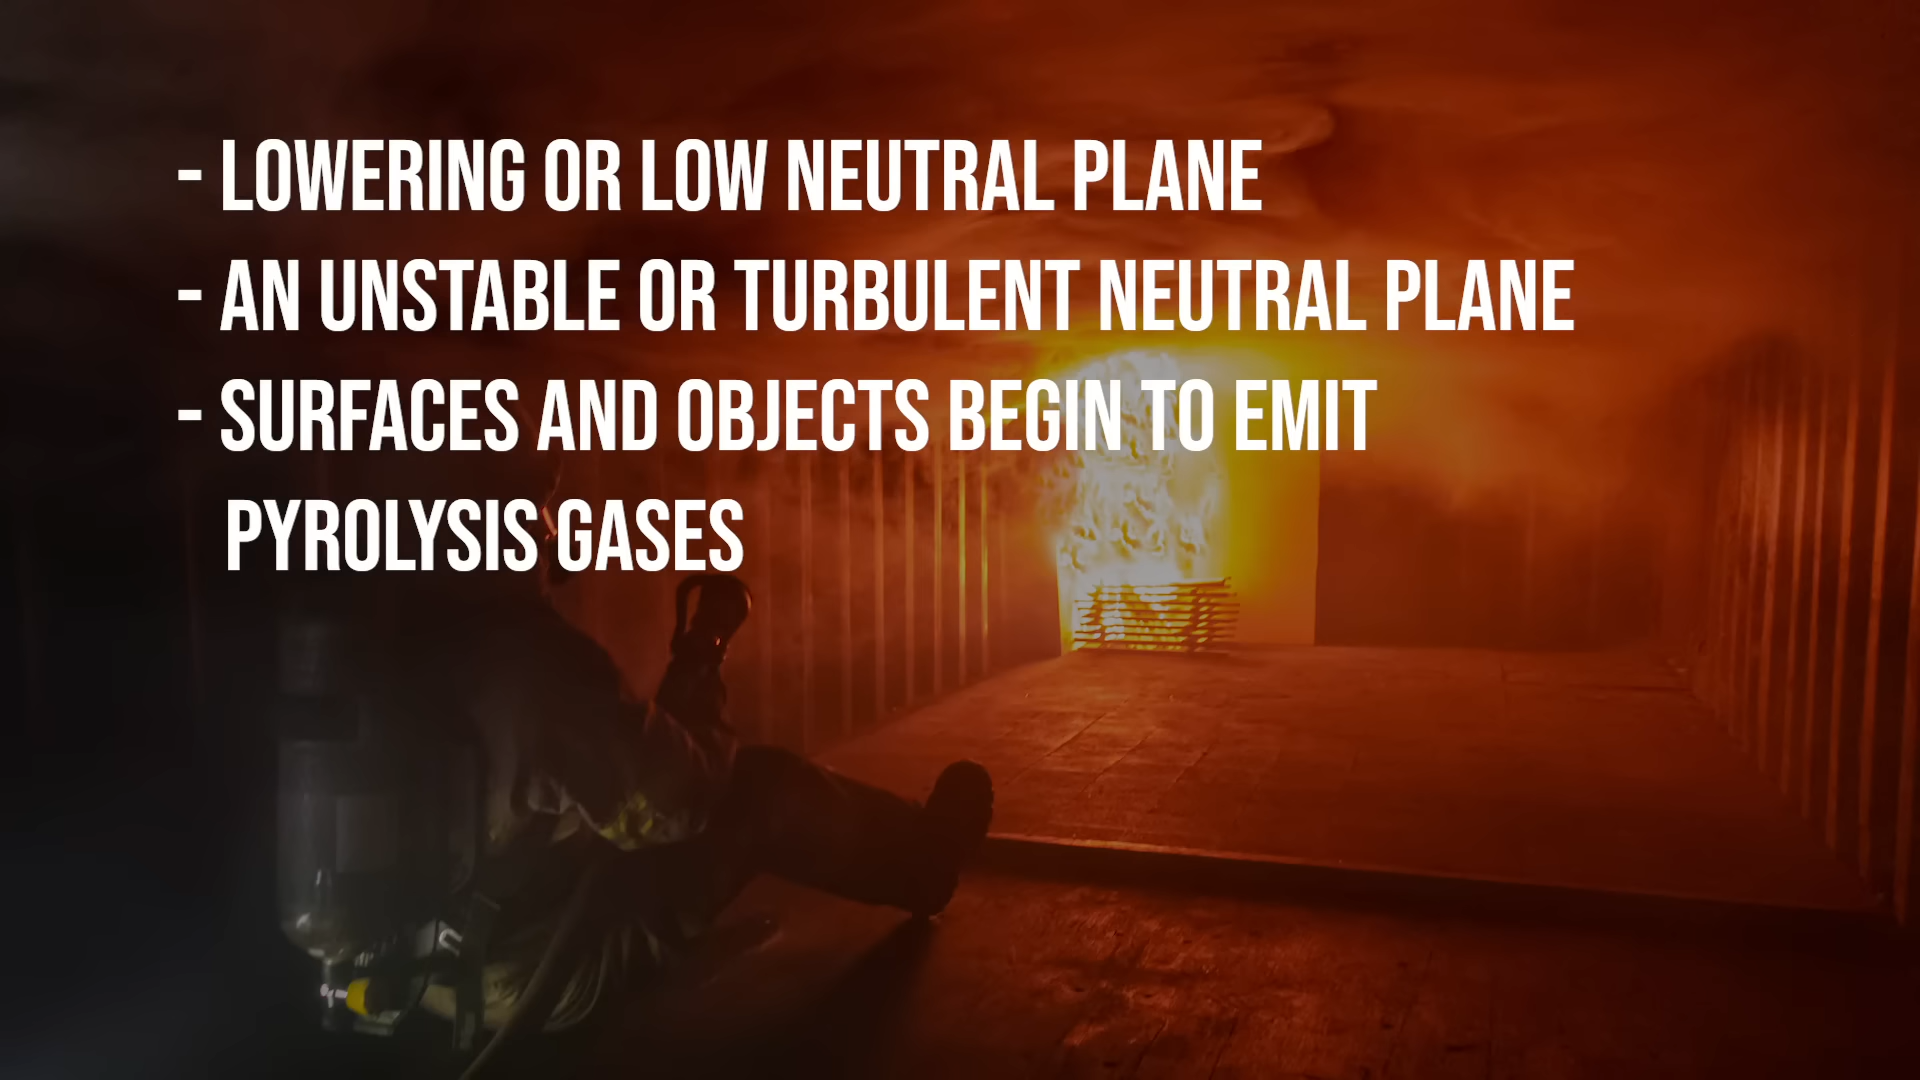 - LOWERING OR LOW NEUTRAL PLANE
- AN UNSTABLE OR TURBULENT NEUTRAL PLANE
- SURFACES AND OBJECTS BEGIN TO EMIT
PYROLYSIS GASES